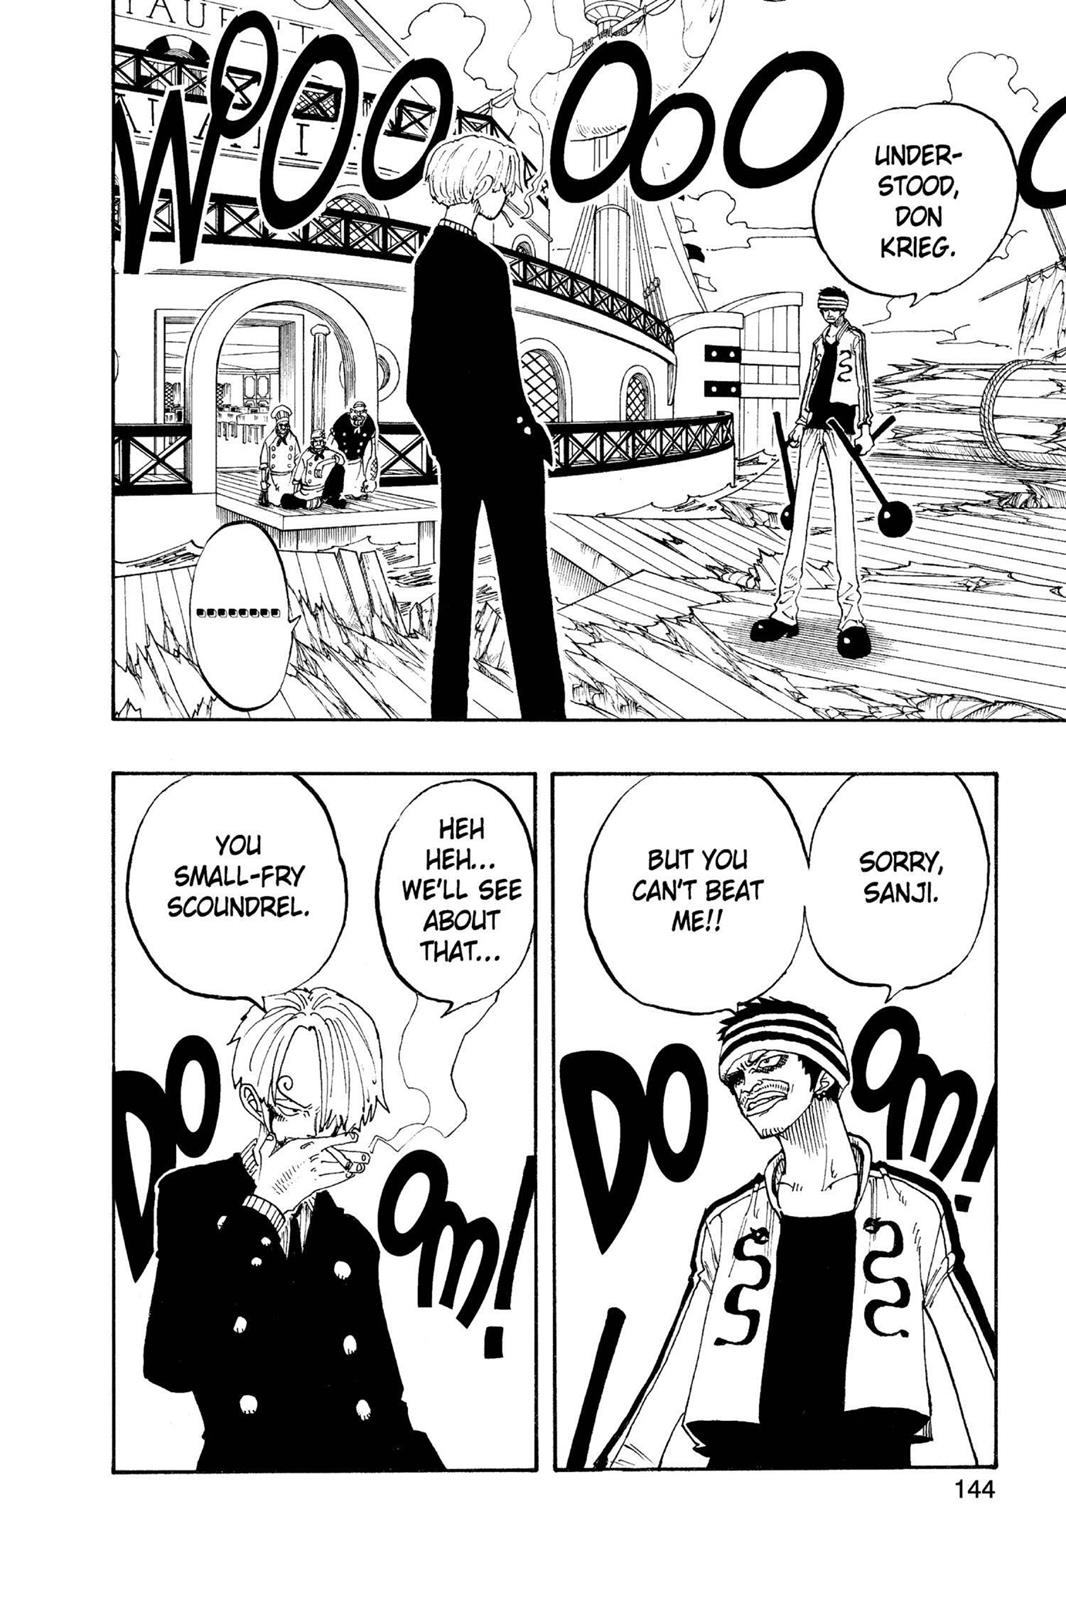 TAURANT
WOOOOOOO
UNDER-
STOOD,
DON
KRIEG.
.........
SORRY,
SANJI.
BUT YOU
CAN'T BEAT
ME!!
DOOM!
HEH
HEH...
WE'LL SEE
ABOUT
THAT...
YOU
SMALL-FRY
SCOUNDREL.
DOOM!
144